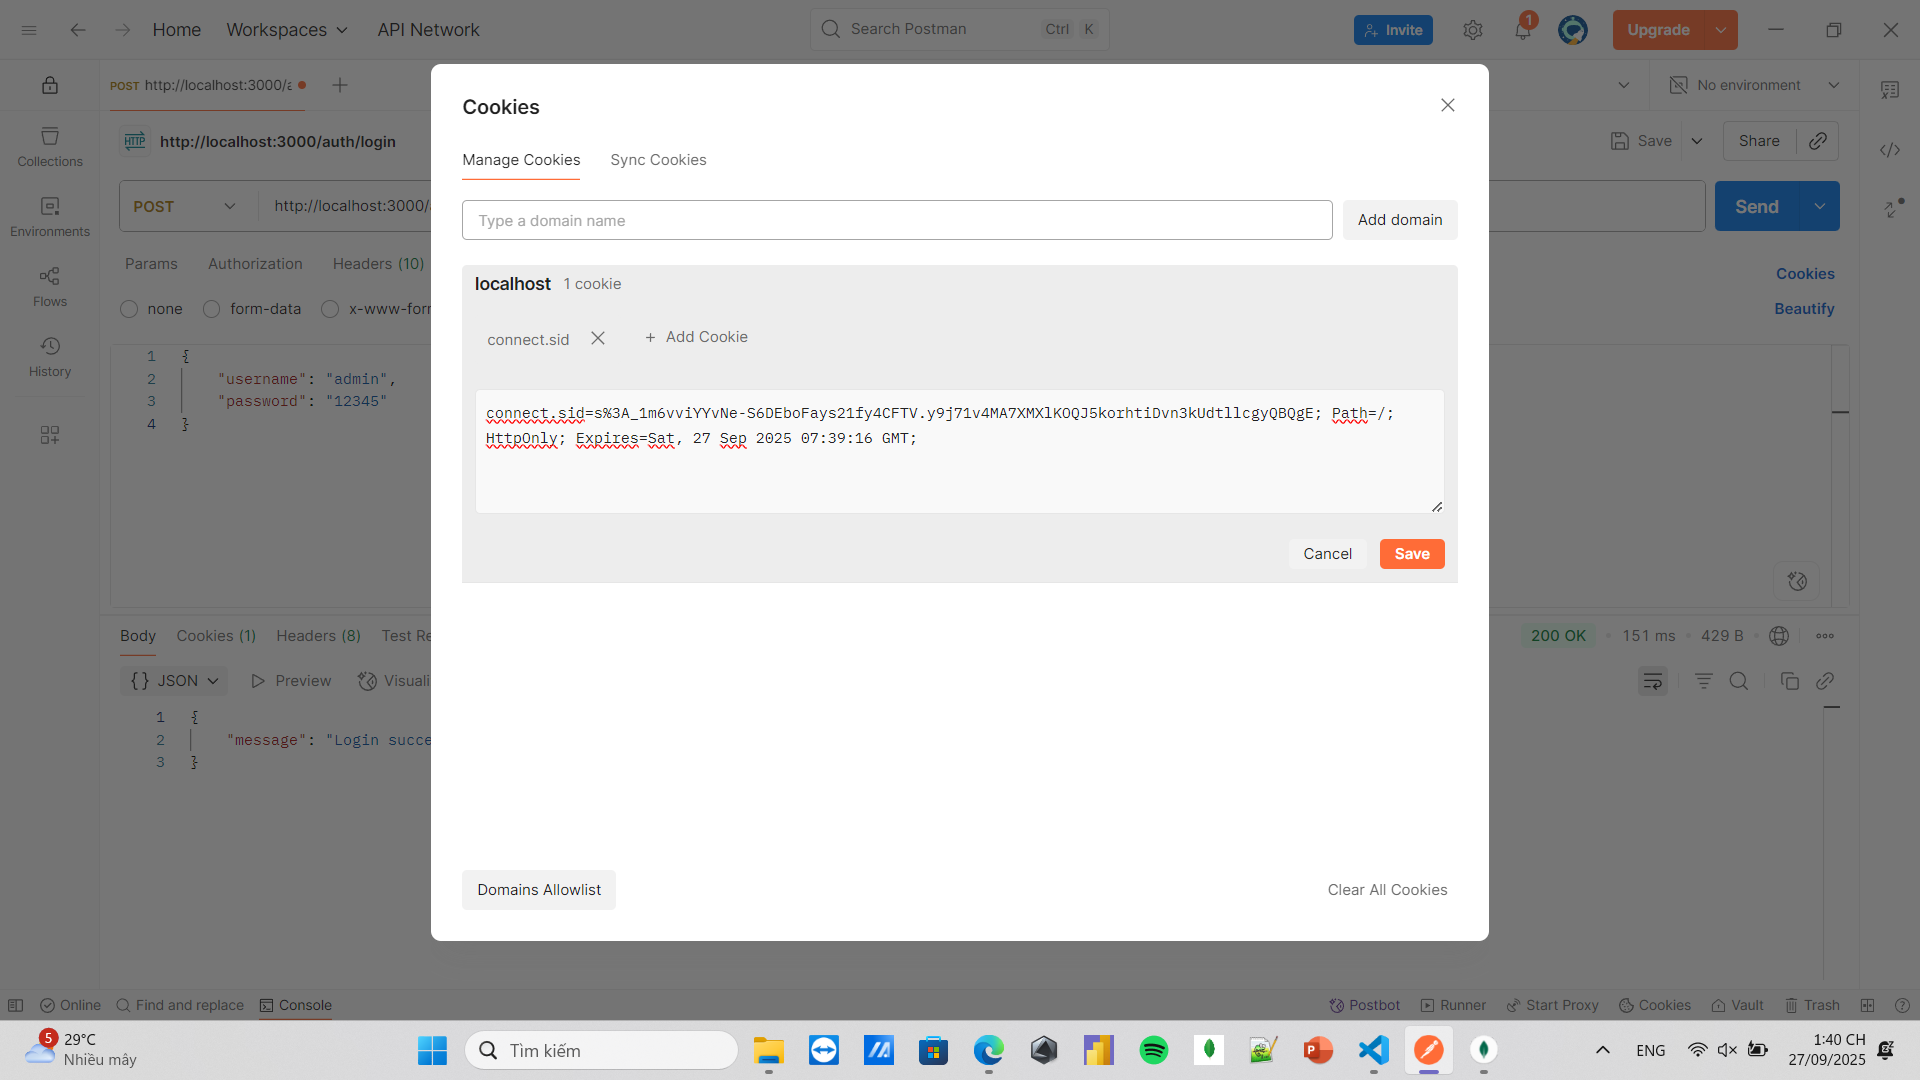 Home
Workspaces
API Network
Search Postman
Ctrl
K
Invite
1
Upgrade
POST http://localhost:3000/a
No environment
HTTP
http://localhost:3000/auth/login
Save
Share
POST
http://localhost:3000/
Send
Collections
Environments
Flows
History
Params
Authorization
Headers (10)
Cookies
none
form-data
x-www-for
Beautify
1 {
2 "username": "admin",
3 "password": "12345"
4 }
Cookies
Manage Cookies
Sync Cookies
Type a domain name
Add domain
localhost 1 cookie
connect.sid
+ Add Cookie
connect.sid=s%3A_1m6vviYYvNe-S6DEboFays21fy4CFTV.y9j71v4MA7XMXlKOQJ5korhtiDvn3kUdtllcgyQBQgE; Path=/;
HttpOnly; Expires=Sat, 27 Sep 2025 07:39:16 GMT;
Cancel
Save
Domains Allowlist
Clear All Cookies
Body
Cookies (1)
Headers (8)
Test Re
200 OK
151 ms
429 B
{} JSON
Preview
Visuali
1 {
2 "message": "Login succe
3 }
Online
Find and replace
Console
Postbot
Runner
Start Proxy
Cookies
Vault
Trash
5
29°C
Nhiều mây
Tìm kiếm
ENG
1:40 CH
27/09/2025